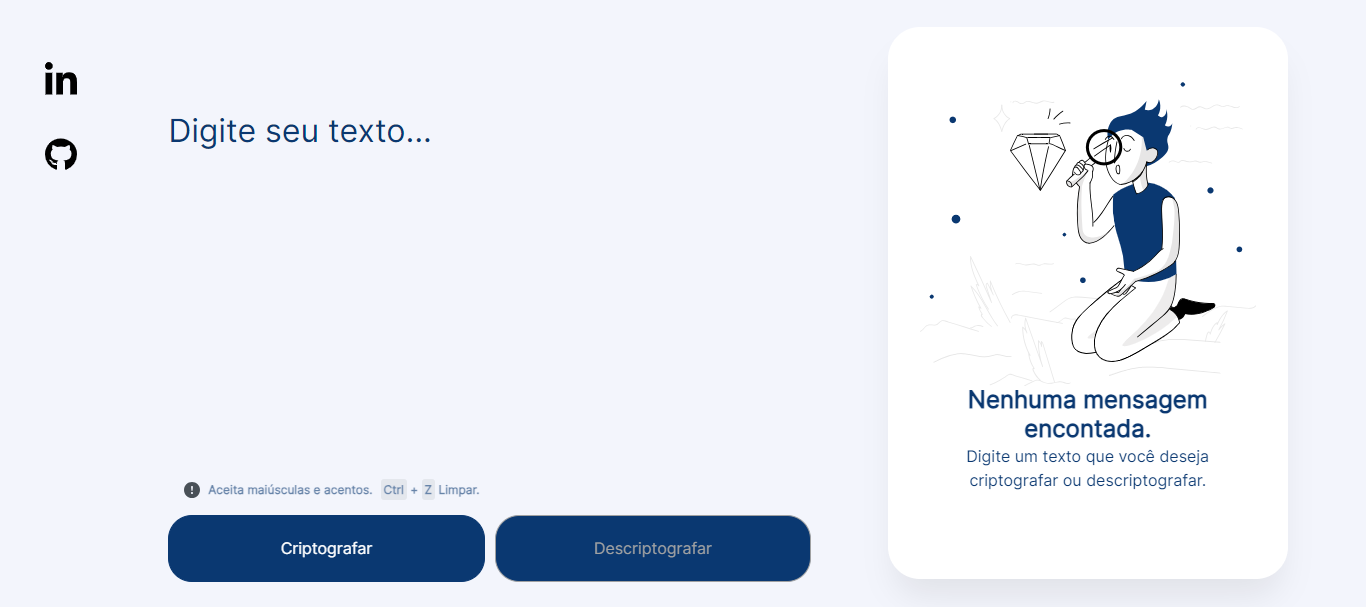 in
Digite seu texto...
Aceita maiúsculas e acentos. Ctrl + Z Limpar.
Criptografar
Descriptografar
Nenhuma mensagem
encontada.
Digite um texto que você deseja
criptografar ou descriptografar.